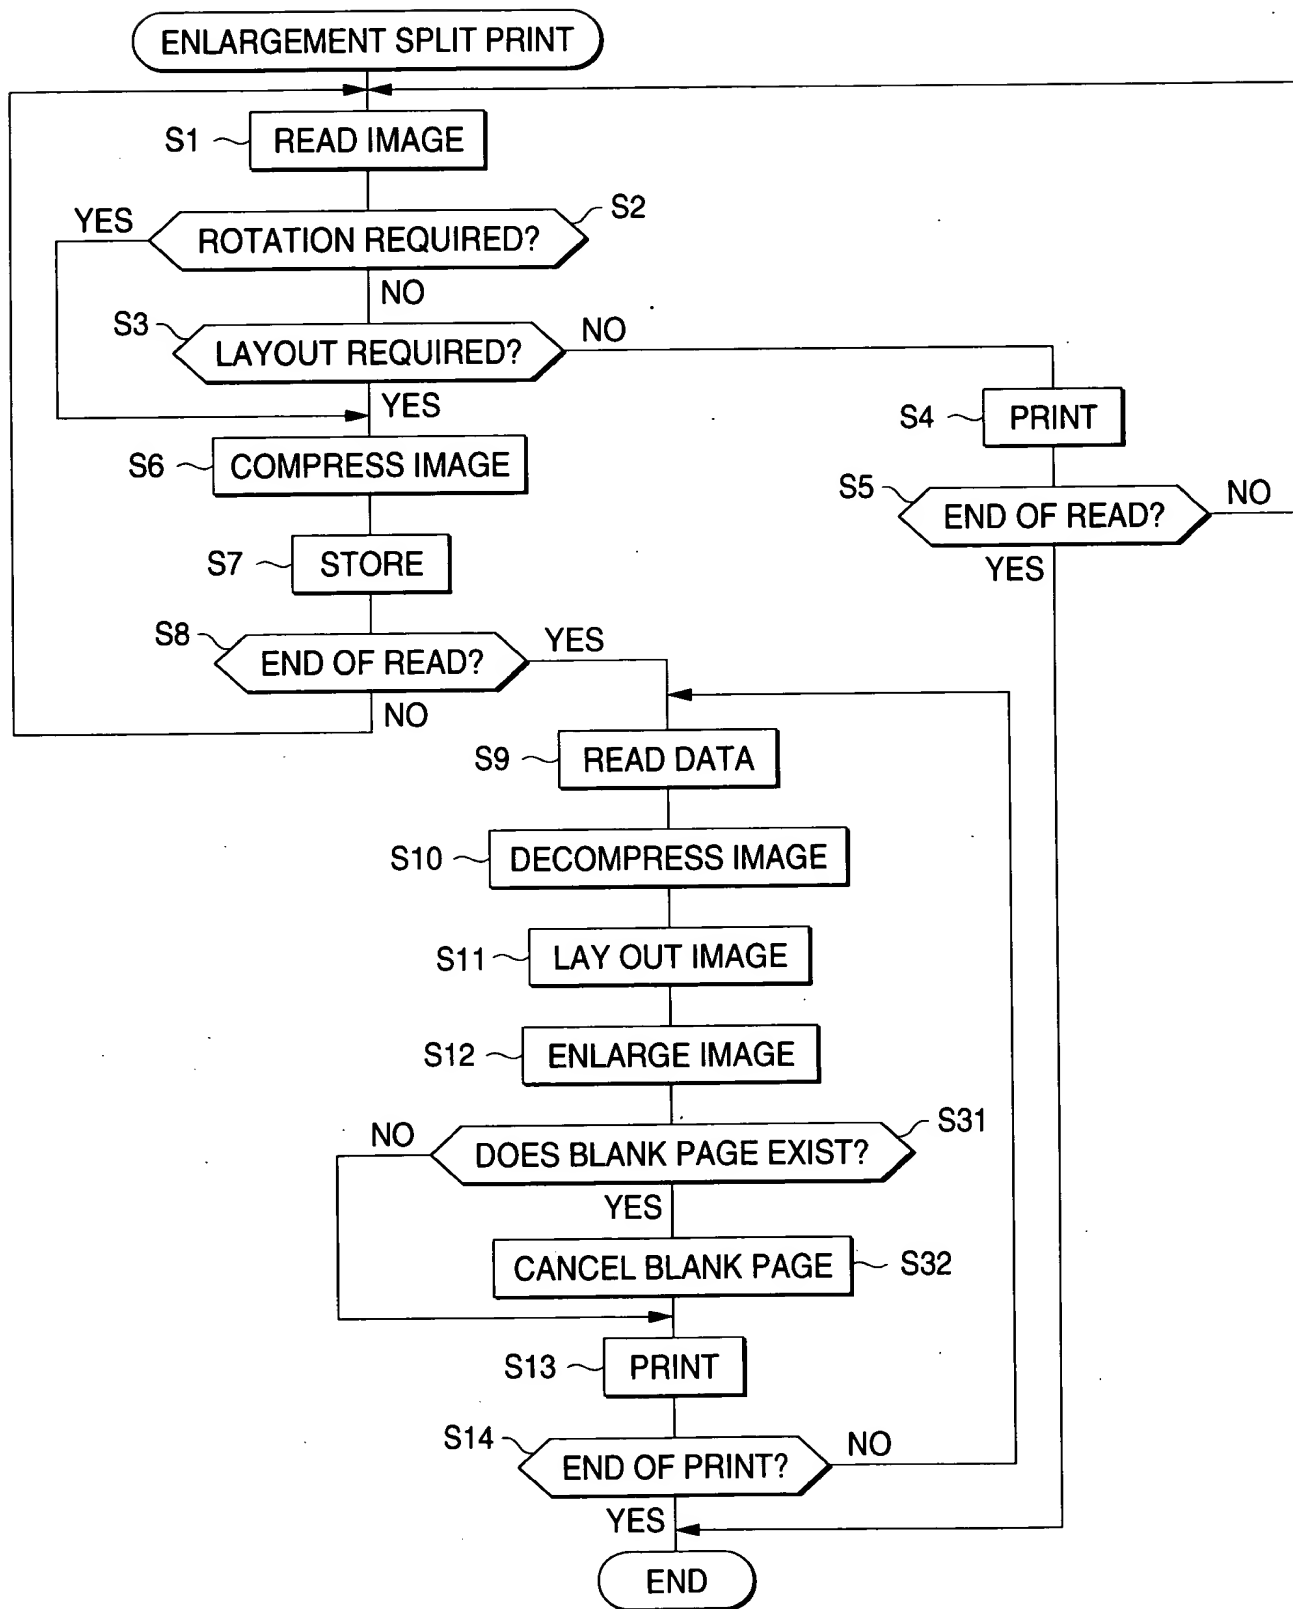 ENLARGEMENT SPLIT PRINT
S1 READ IMAGE
YES S2
ROTATION REQUIRED?
NO
S3 NO
LAYOUT REQUIRED?
YES
S4 PRINT
S6 COMPRESS IMAGE
S5 NO
END OF READ?
YES
S7 STORE
S8 YES
END OF READ?
NO
S9 READ DATA
S10 DECOMPRESS IMAGE
S11 LAY OUT IMAGE
S12 ENLARGE IMAGE
NO S31
DOES BLANK PAGE EXIST?
YES
CANCEL BLANK PAGE S32
S13 PRINT
S14 NO
END OF PRINT?
YES
END